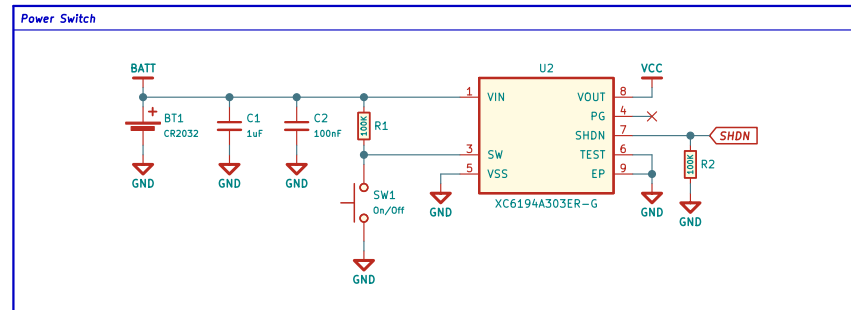 Power Switch
BATT
U2
VCC
1 VIN
VOUT 8
BT1
CR2032
C1
1uF
C2
100nF
100K
R1
PG 4
SHDN 7
SHDN
3 SW
TEST 6
100K
R2
5 VSS
EP 9
GND
GND
GND
SW1
On/Off
GND
XC6194A303ER-G
GND
GND
GND